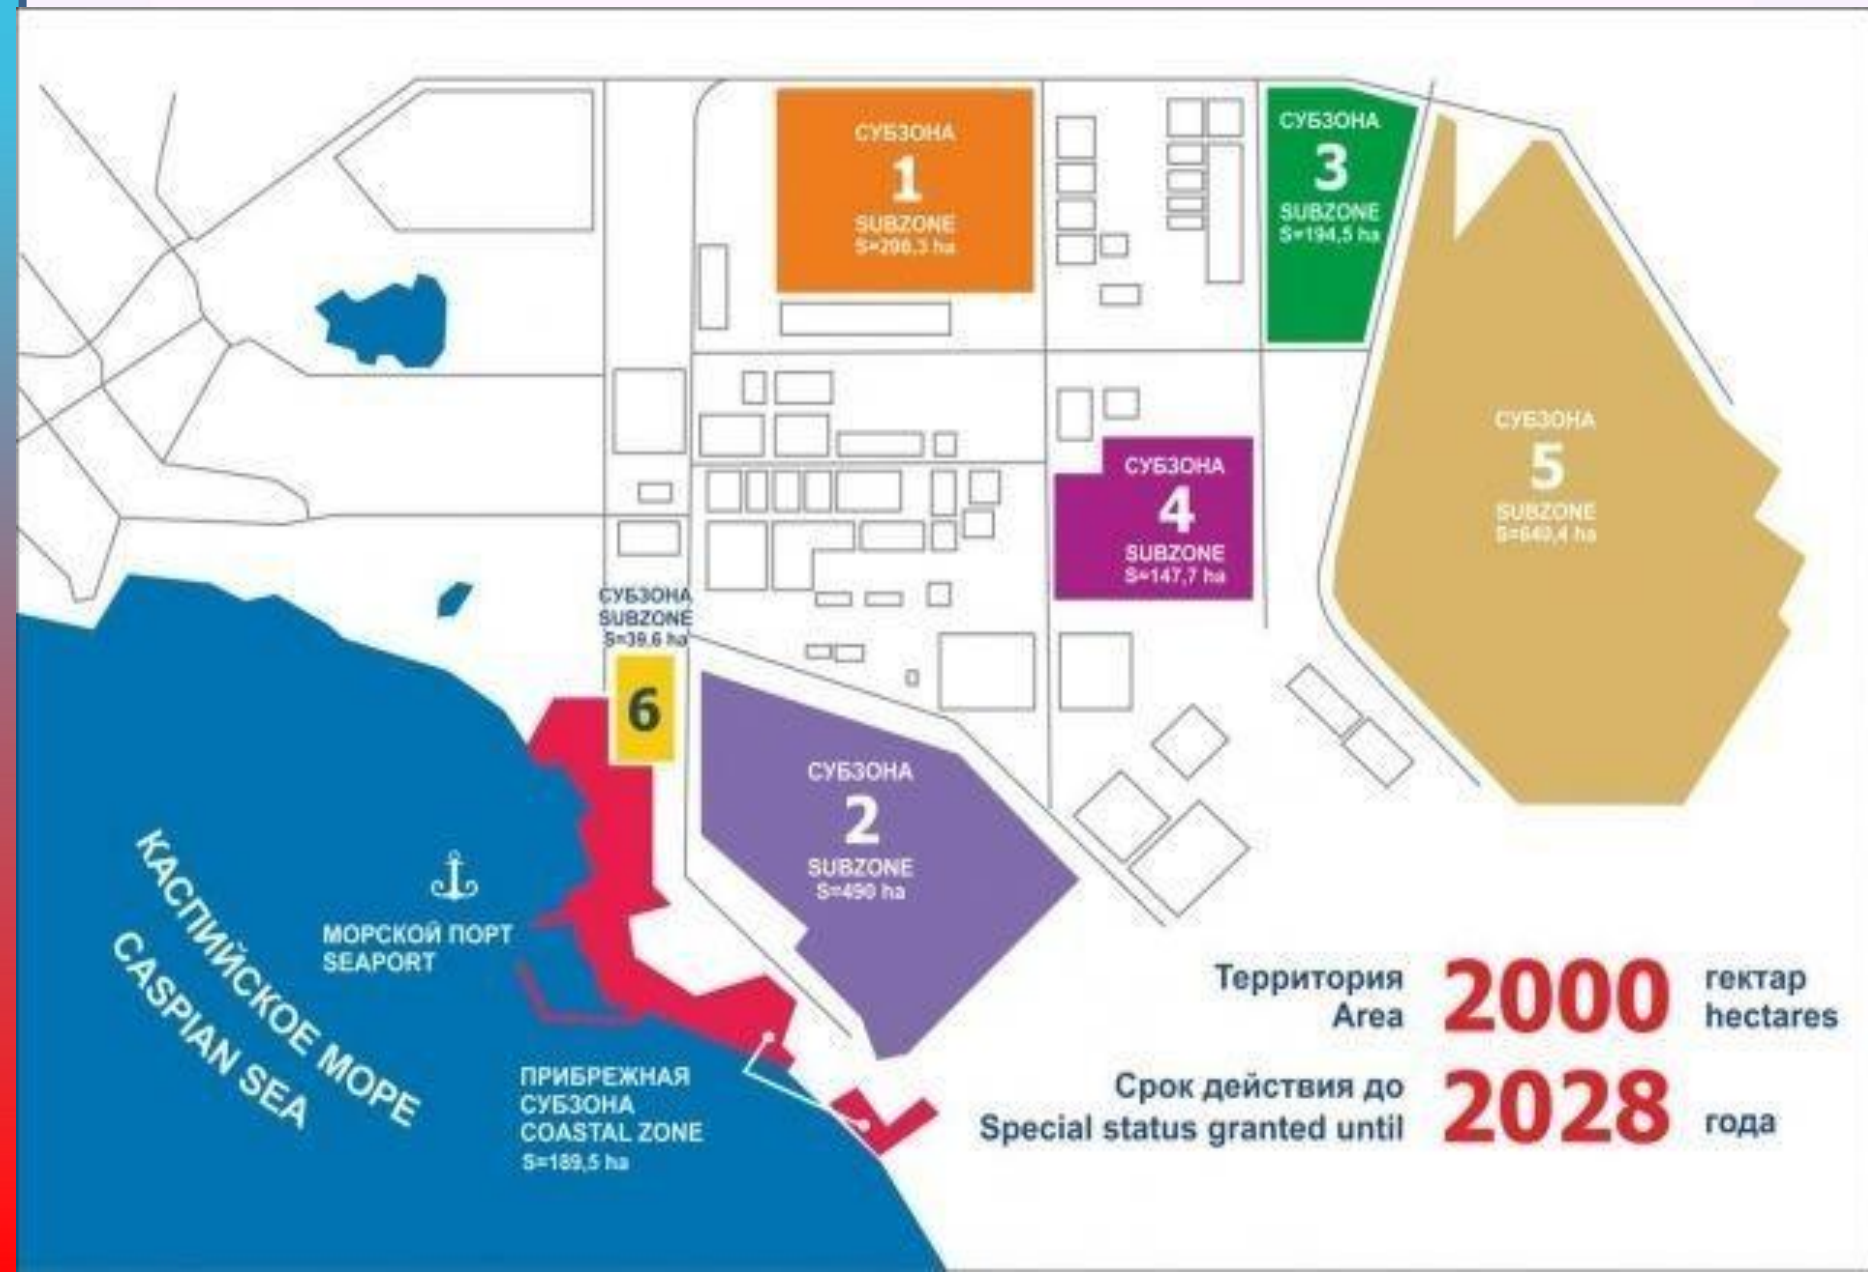 СУБЗОНА
1
SUBZONE
S=298,3 ha
СУБЗОНА
3
SUBZONE
S=194,5 ha
СУБЗОНА
5
SUBZONE
S=640,4 ha
СУБЗОНА
4
SUBZONE
S=147,7 ha
СУБЗОНА
SUBZONE
S=39,6 ha
6
СУБЗОНА
2
SUBZONE
S=490 ha
КАСПИЙСКОЕ МОРЕ
CASPIAN SEA
МОРСКОЙ ПОРТ
SEAPORT
ПРИБРЕЖНАЯ
СУБЗОНА
COASTAL ZONE
S=189,5 ha
Территория
Area
2000
гектар
hectares
Срок действия до
Special status granted until
2028
года